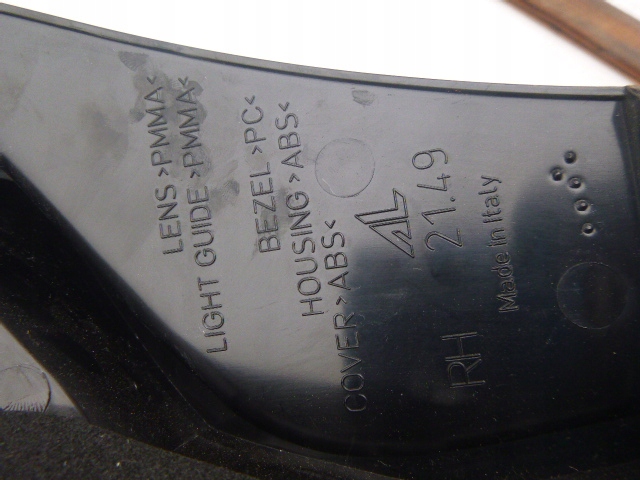 LENS >PMMA<
LIGHT GUIDE >PMMA<
BEZEL >PC<
HOUSING >ABS<
COVER >ABS<
AL
21.49
RH
Made in Italy